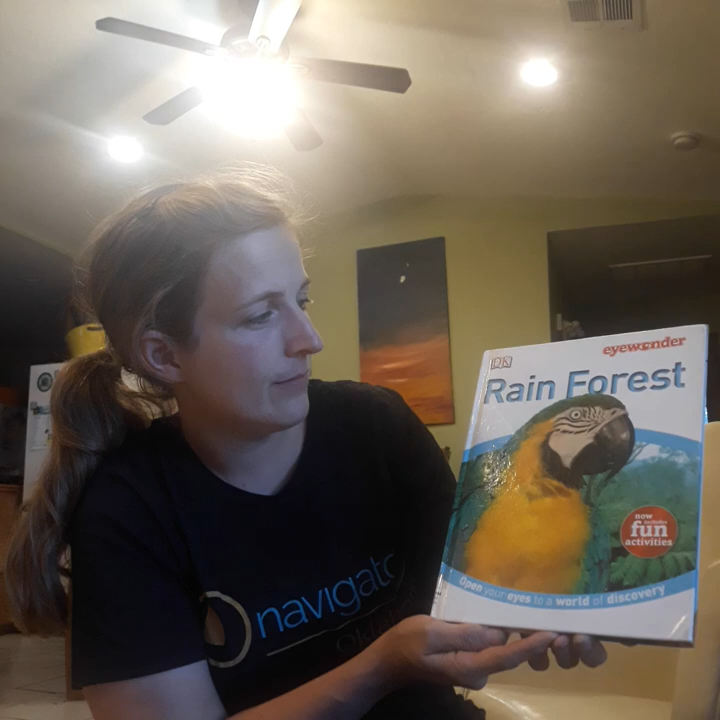 DK
eyewonder
Rain Forest
now
includes
fun
activities
Open your eyes to a world of discovery
navigato